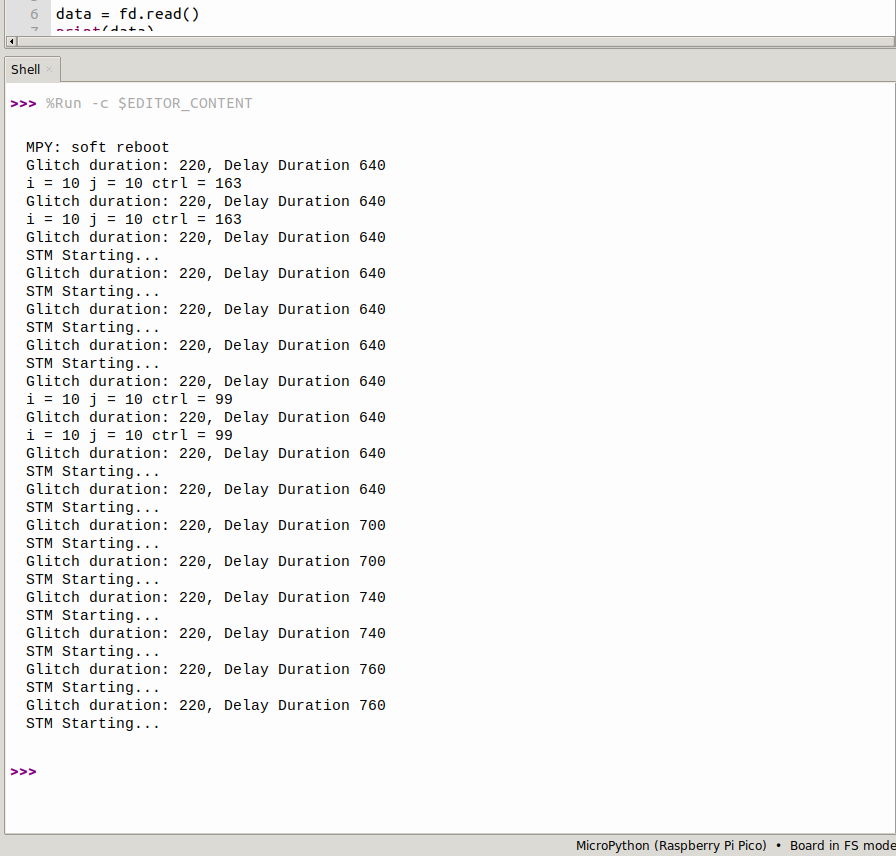 6 data = fd.read()
7 print(data)
Shell ×
>>> %Run -c $EDITOR_CONTENT
MPY: soft reboot
Glitch duration: 220, Delay Duration 640
i = 10 j = 10 ctrl = 163
Glitch duration: 220, Delay Duration 640
i = 10 j = 10 ctrl = 163
Glitch duration: 220, Delay Duration 640
STM Starting...
Glitch duration: 220, Delay Duration 640
STM Starting...
Glitch duration: 220, Delay Duration 640
STM Starting...
Glitch duration: 220, Delay Duration 640
STM Starting...
Glitch duration: 220, Delay Duration 640
i = 10 j = 10 ctrl = 99
Glitch duration: 220, Delay Duration 640
i = 10 j = 10 ctrl = 99
Glitch duration: 220, Delay Duration 640
STM Starting...
Glitch duration: 220, Delay Duration 640
STM Starting...
Glitch duration: 220, Delay Duration 700
STM Starting...
Glitch duration: 220, Delay Duration 700
STM Starting...
Glitch duration: 220, Delay Duration 740
STM Starting...
Glitch duration: 220, Delay Duration 740
STM Starting...
Glitch duration: 220, Delay Duration 760
STM Starting...
Glitch duration: 220, Delay Duration 760
STM Starting...
>>>
MicroPython (Raspberry Pi Pico) • Board in FS mode